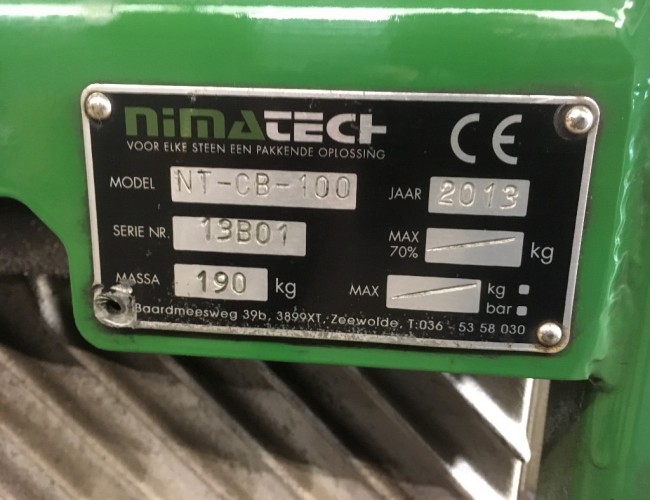 nimatech CE
VOOR ELKE STEEN EEN PAKKENDE OPLOSSING
MODEL NT-CB-100 JAAR 2013
SERIE NR. 13B01 MAX 70% kg
MASSA 190 kg MAX kg
bar
Baardmeesweg 39b, 3899XT, Zeewolde. T:036 - 53 58 030